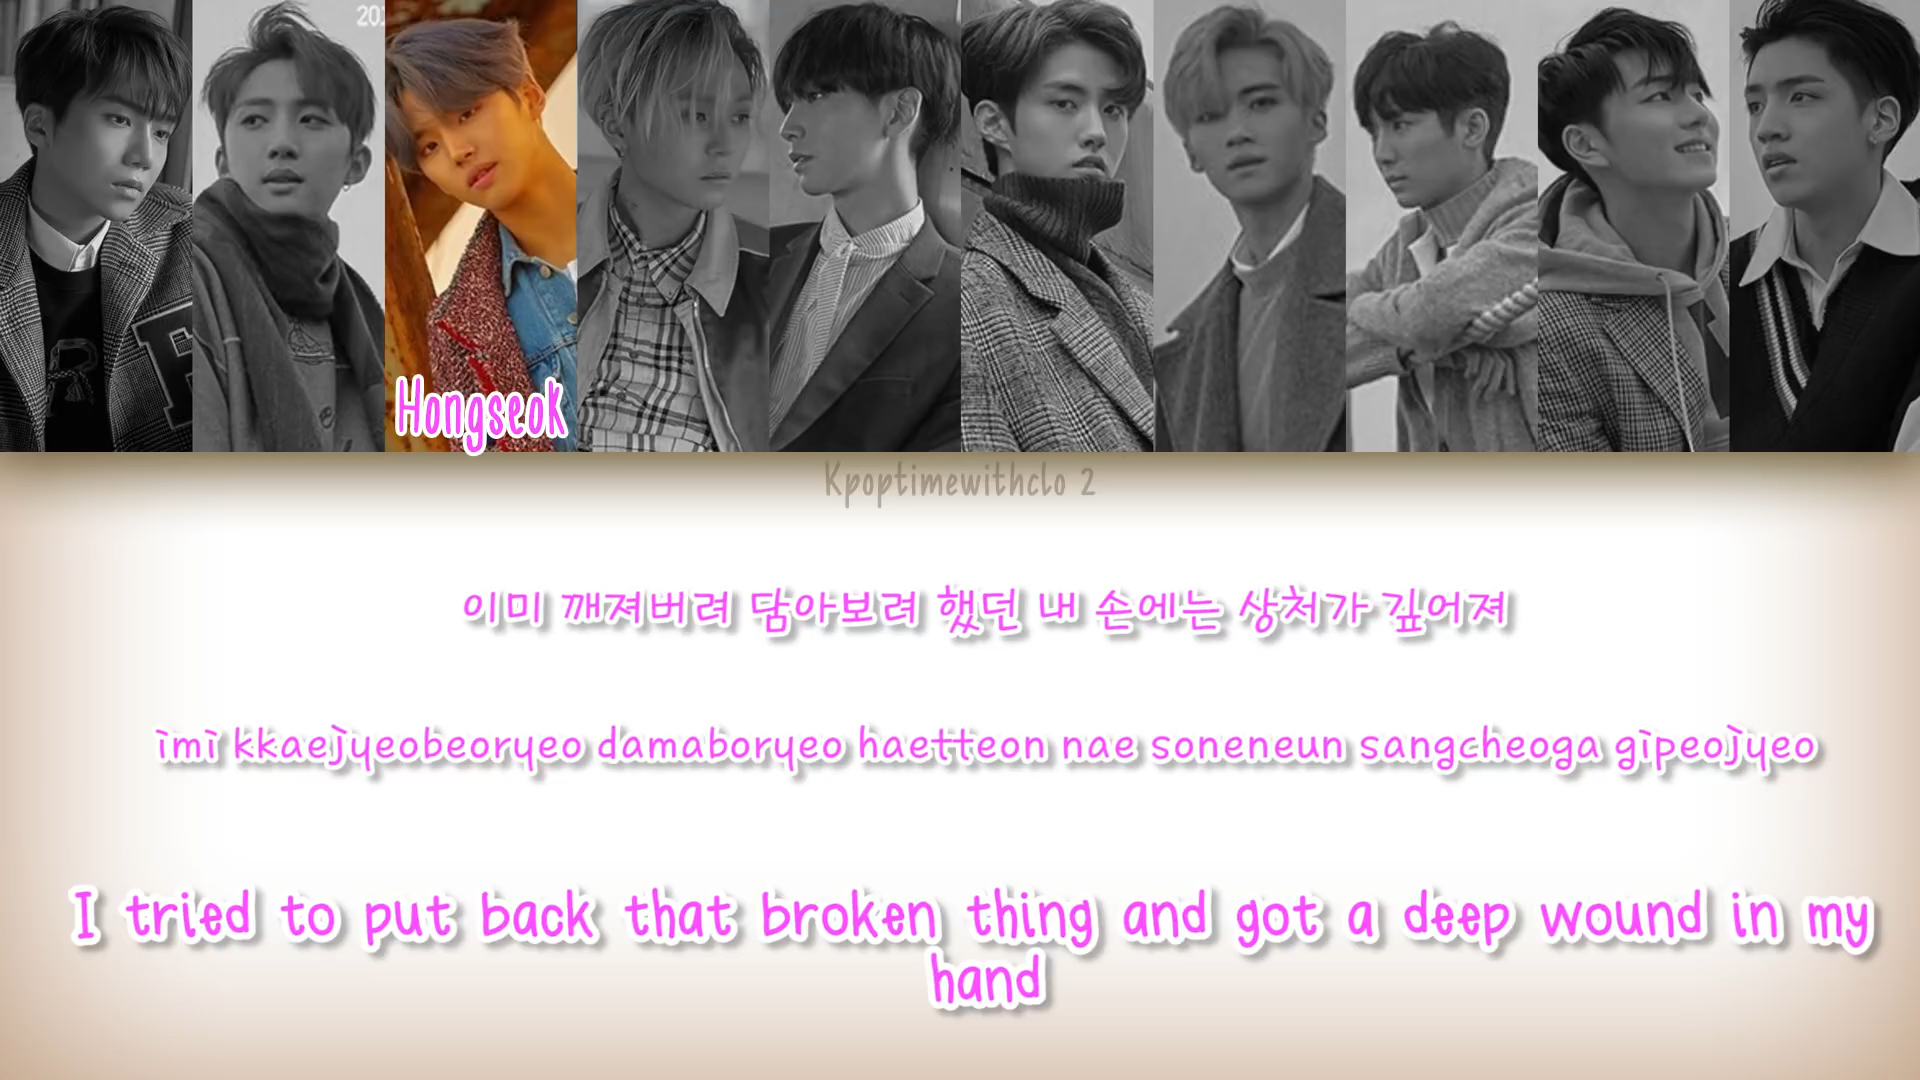 201
Hongseok
Kpoptimewithclo 2
이미 깨져버려 담아보려 했던 내 손에는 상처가 깊어져
imi kkaejyeobeoryeo damaboryeo haetteon nae soneneun sangcheoga gipeojyeo
I tried to put back that broken thing and got a deep wound in my
hand